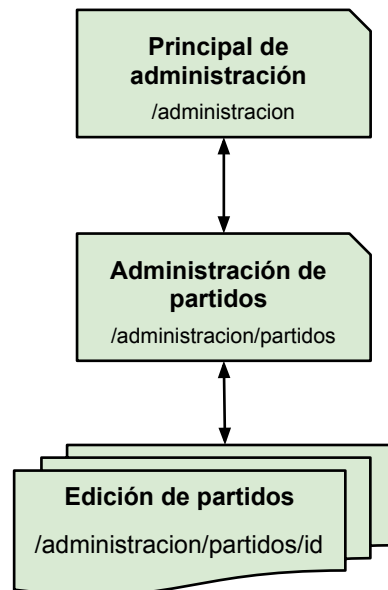 Principal de
administración
/administracion
Administración de
partidos
/administracion/partidos
Edición de partidos
/administracion/partidos/id